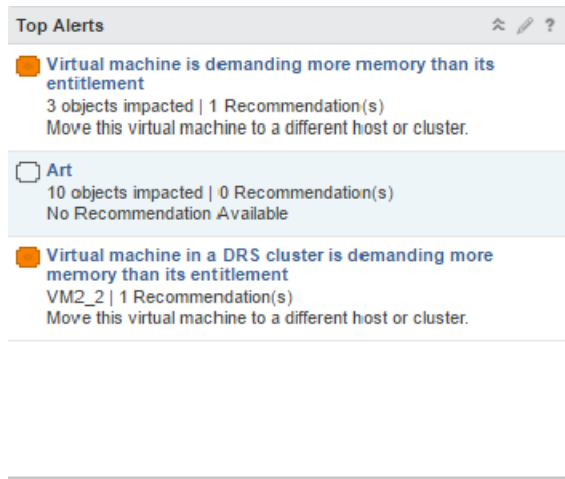 Top Alerts ?
Virtual machine is demanding more memory than its
entitlement
3 objects impacted | 1 Recommendation(s)
Move this virtual machine to a different host or cluster.
Art
10 objects impacted | 0 Recommendation(s)
No Recommendation Available
Virtual machine in a DRS cluster is demanding more
memory than its entitlement
VM2_2 | 1 Recommendation(s)
Move this virtual machine to a different host or cluster.